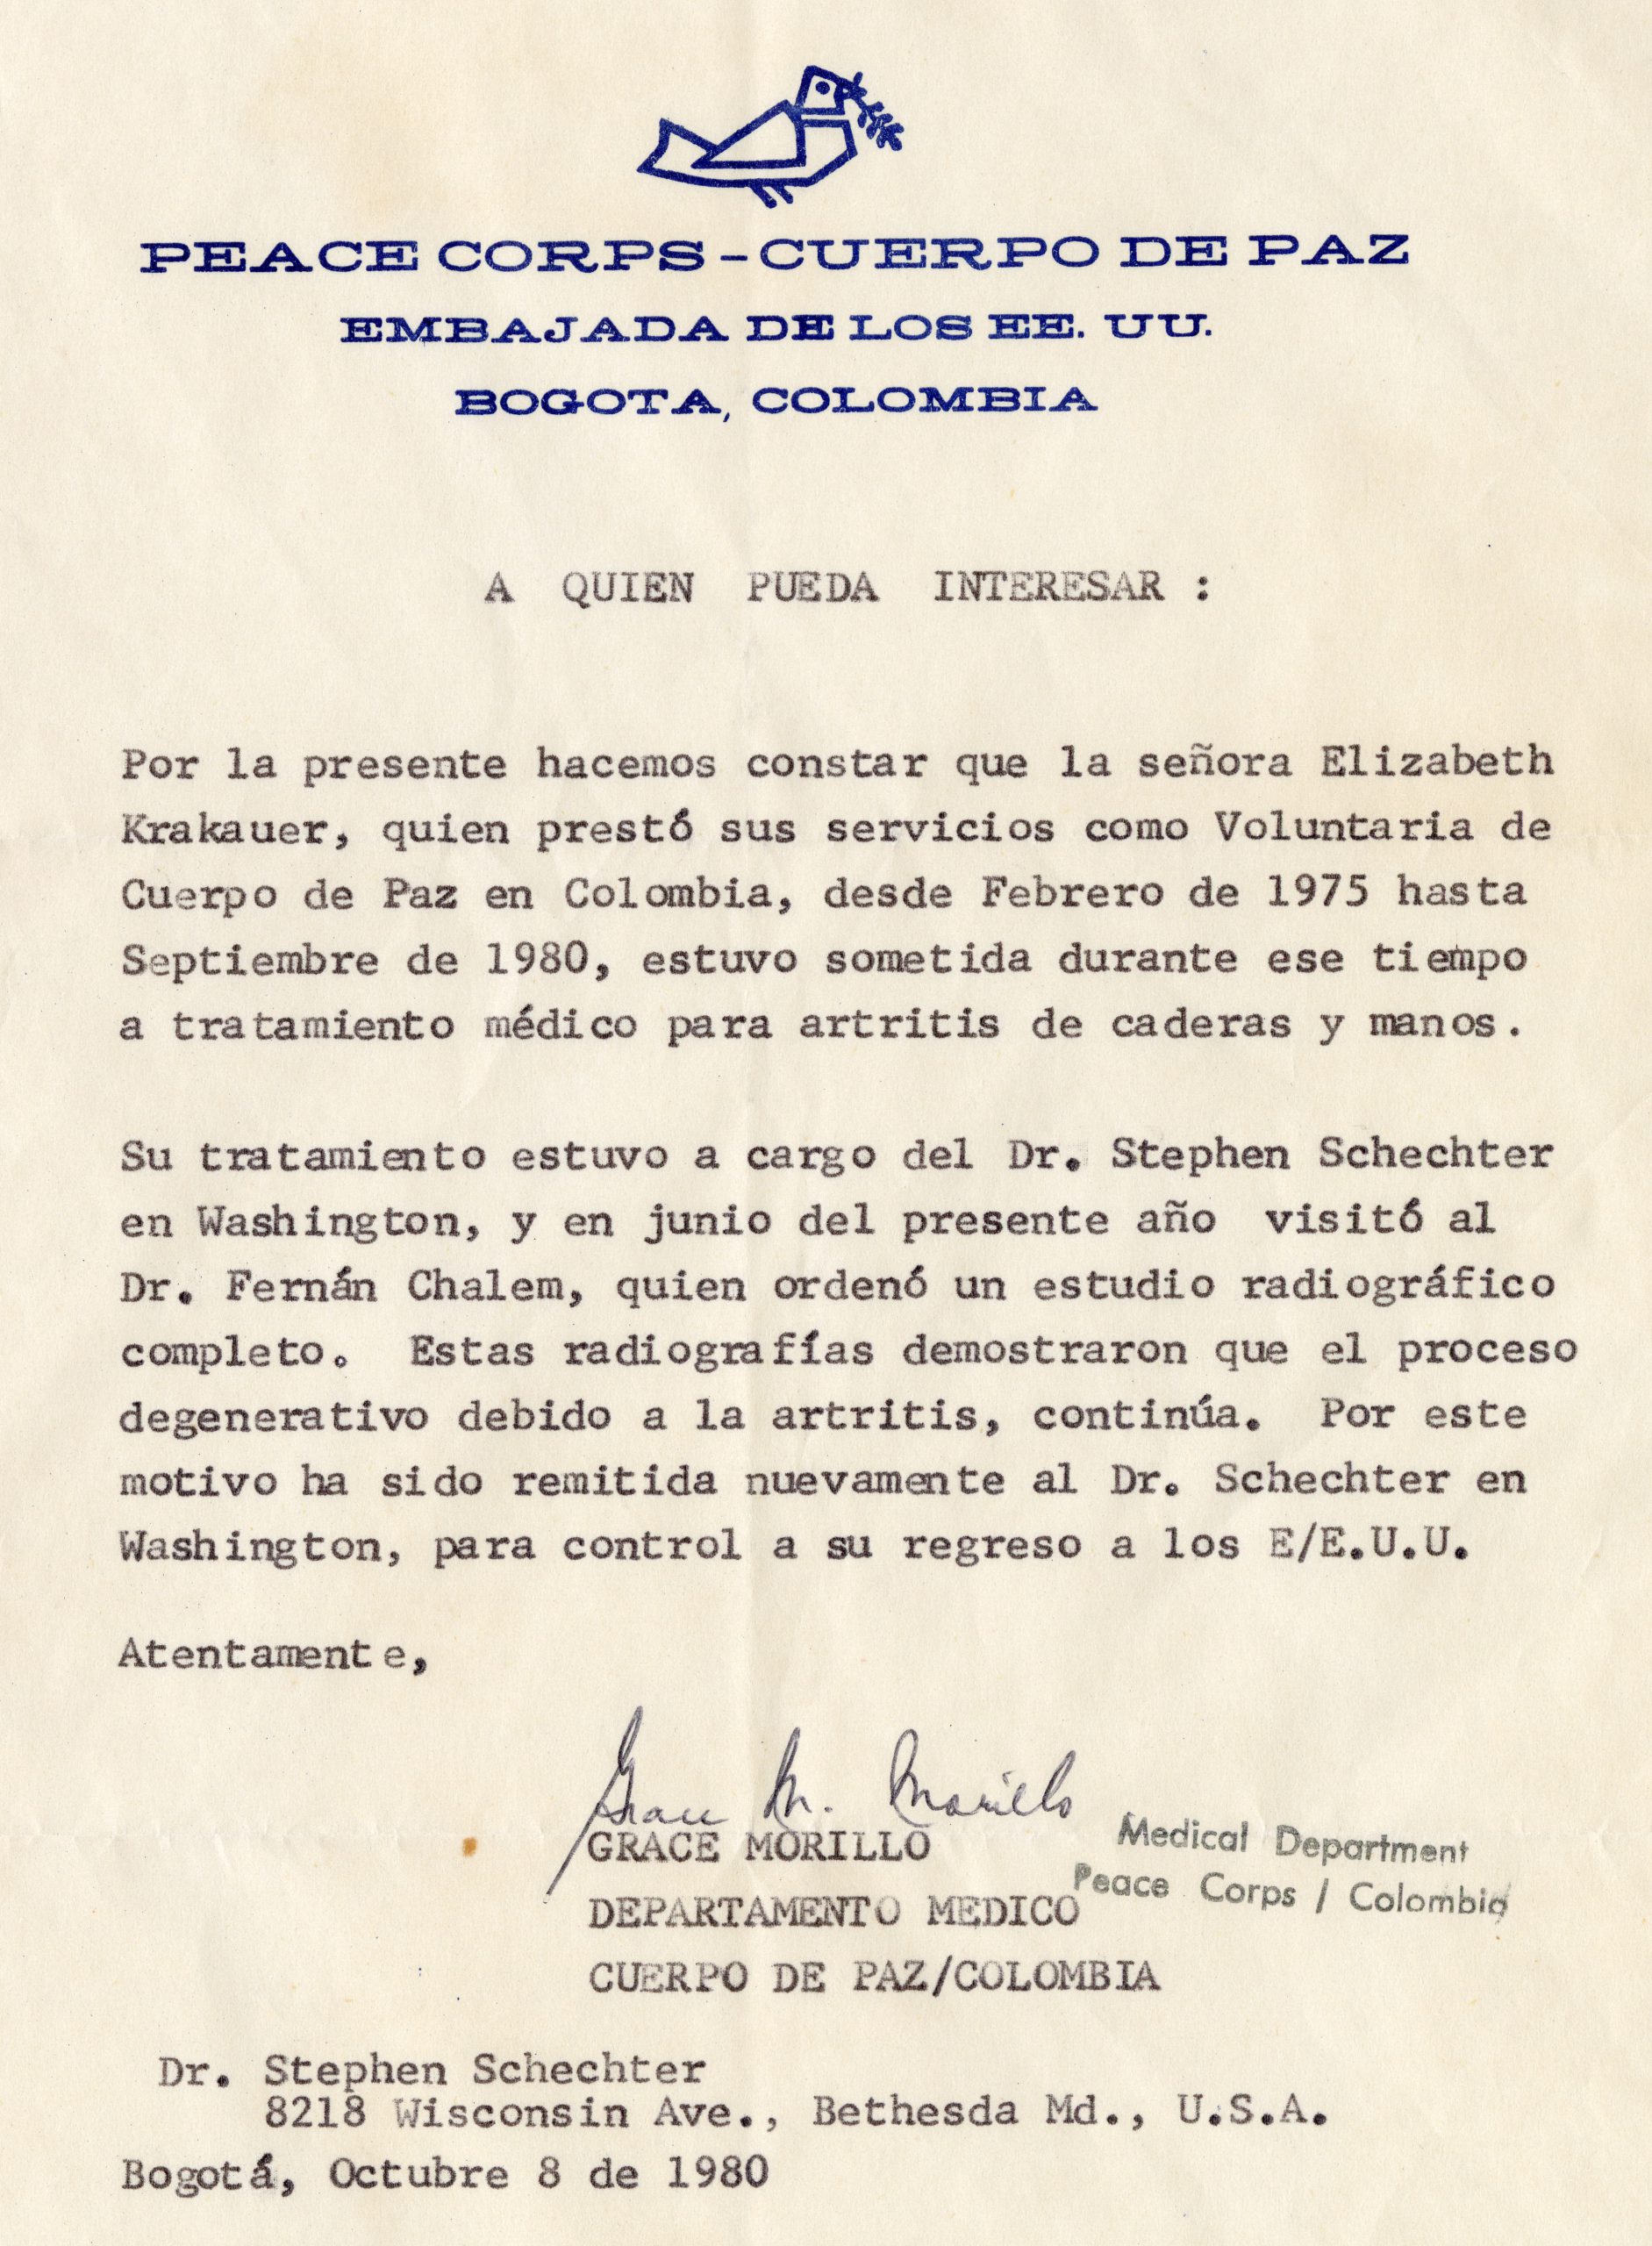 PEACE CORPS - CUERPO DE PAZ
EMBAJADA DE LOS EE. UU.
BOGOTA, COLOMBIA
A QUIEN PUEDA INTERESAR :
Por la presente hacemos constar que la señora Elizabeth
Krakauer, quien prestó sus servicios como Voluntaria de
Cuerpo de Paz en Colombia, desde Febrero de 1975 hasta
Septiembre de 1980, estuvo sometida durante ese tiempo
a tratamiento médico para artritis de caderas y manos.
Su tratamiento estuvo a cargo del Dr. Stephen Schechter
en Washington, y en junio del presente año visitó al
Dr. Fernán Chalem, quien ordenó un estudio radiográfico
completo. Estas radiografías demostraron que el proceso
degenerativo debido a la artritis, continúa. Por este
motivo ha sido remitida nuevamente al Dr. Schechter en
Washington, para control a su regreso a los E/E.U.U.
Atentamente,
Grace M. Morillo
GRACE MORILLO
Medical Department
Peace Corps / Colombia
DEPARTAMENTO MEDICO
CUERPO DE PAZ/COLOMBIA
Dr. Stephen Schechter
8218 Wisconsin Ave., Bethesda Md., U.S.A.
Bogotá, Octubre 8 de 1980